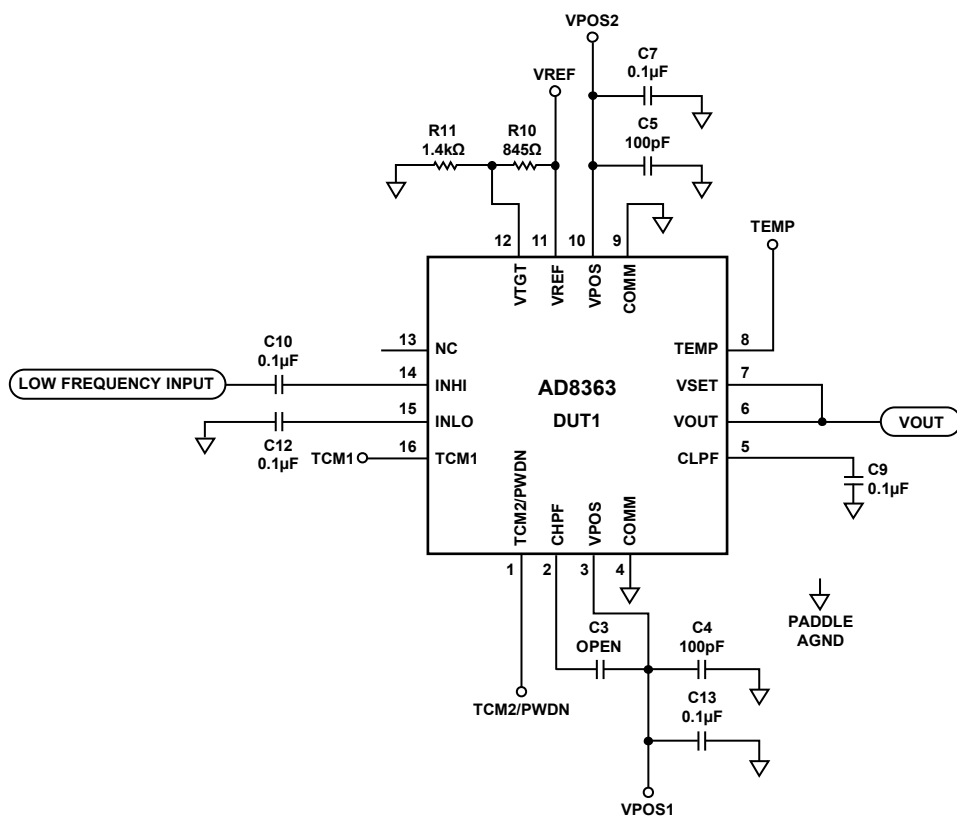 VPOS2
C7
0.1µF
VREF
C5
100pF
R11
1.4kΩ
R10
845Ω
TEMP
12
11
10
9
VTGT
VREF
VPOS
COMM
C10
0.1µF
13
NC
TEMP
8
LOW FREQUENCY INPUT
14
INHI
AD8363
VSET
7
15
INLO
DUT1
VOUT
6
VOUT
C12
0.1µF
TCM1
16
TCM1
CLPF
5
C9
0.1µF
TCM2/PWDN
CHPF
VPOS
COMM
1
2
3
4
PADDLE
AGND
C3
OPEN
C4
100pF
TCM2/PWDN
C13
0.1µF
VPOS1